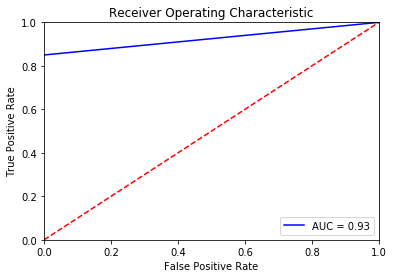 Receiver Operating Characteristic
True Positive Rate
1.0
0.8
0.6
0.4
0.2
0.0
AUC = 0.93
0.0 0.2 0.4 0.6 0.8 1.0
False Positive Rate